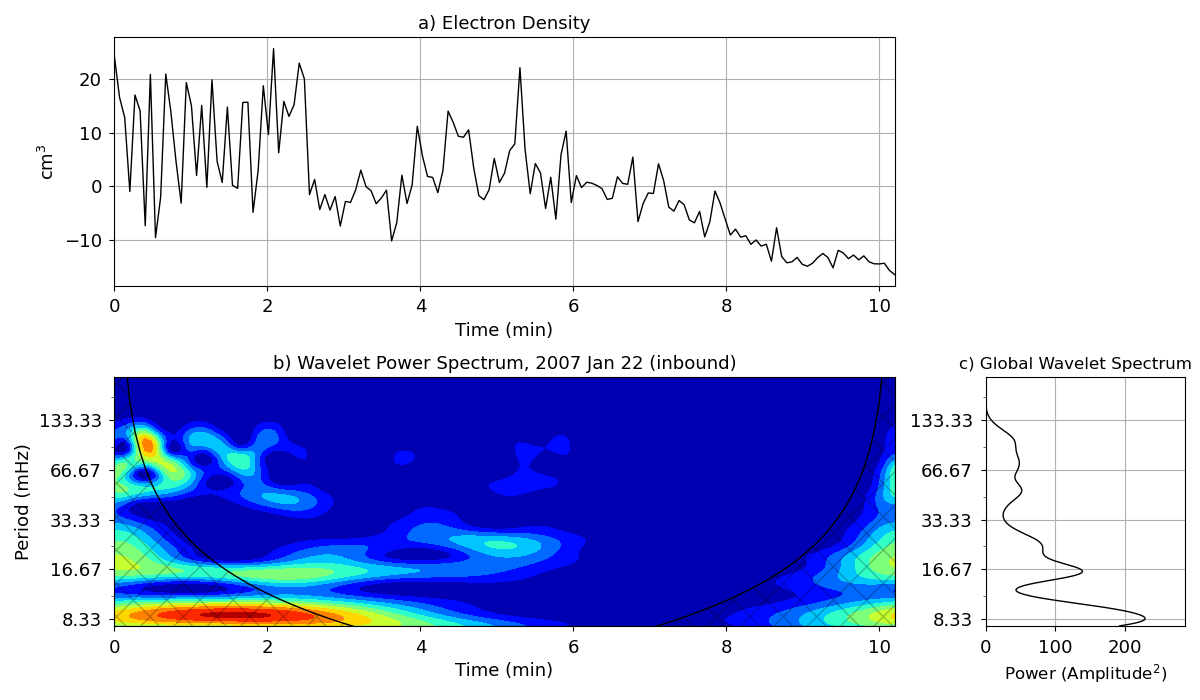 a) Electron Density
20
10
0
−10
cm³
0 2 4 6 8 10
Time (min)
b) Wavelet Power Spectrum, 2007 Jan 22 (inbound)
133.33
66.67
33.33
16.67
8.33
Period (mHz)
0 2 4 6 8 10
Time (min)
c) Global Wavelet Spectrum
133.33
66.67
33.33
16.67
8.33
0 100 200
Power (Amplitude²)